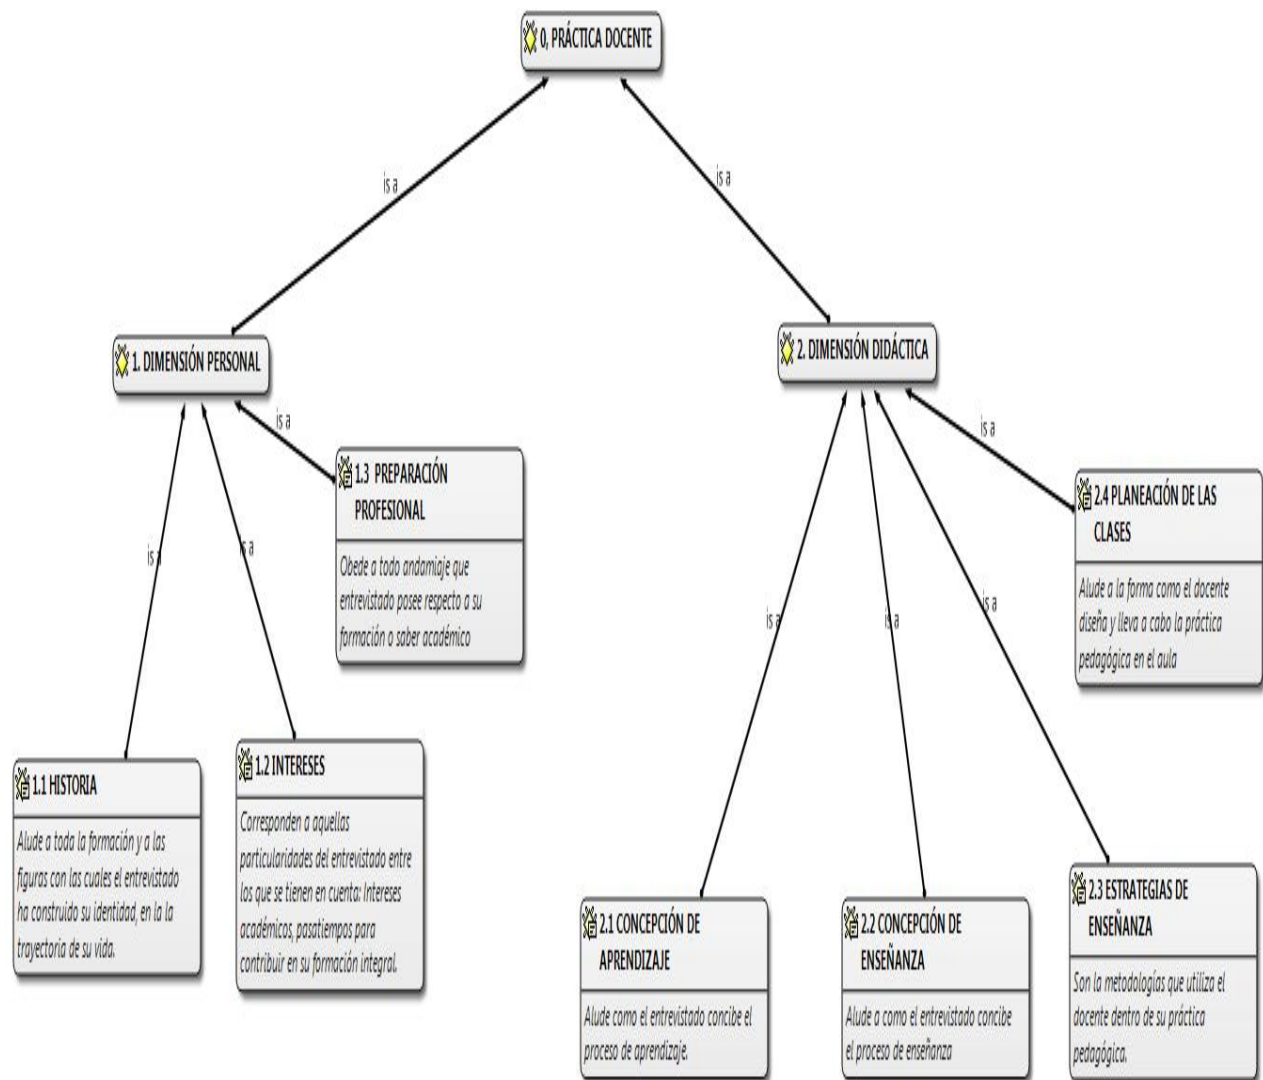 0, PRÁCTICA DOCENTE
is a
is a
1. DIMENSIÓN PERSONAL
2. DIMENSIÓN DIDÁCTICA
is a
is a
1.3 PREPARACIÓN
PROFESIONAL
Obede a todo andamiaje que
entrevistado posee respecto a su
formación o saber académico
2.4 PLANEACIÓN DE LAS
CLASES
Alude a la forma como el docente
diseña y lleva a cabo la práctica
pedagógica en el aula
is a
is a
is a
is a
is a
1.1 HISTORIA
Alude a toda la formación y a las
figuras con las cuales el entrevistado
ha construido su identidad, en la la
trayectoria de su vida.
1.2 INTERESES
Corresponden a aquellas
particularidades del entrevistado entre
los que se tienen en cuenta: Intereses
académicos, pasatiempos para
contribuir en su formación integral.
2.1 CONCEPCIÓN DE
APRENDIZAJE
Alude como el entrevistado concibe el
proceso de aprendizaje.
2.2 CONCEPCIÓN DE
ENSEÑANZA
Alude a como el entrevistado concibe
el proceso de enseñanza
2.3 ESTRATEGIAS DE
ENSEÑANZA
Son la metodologías que utiliza el
docente dentro de su práctica
pedagógica.